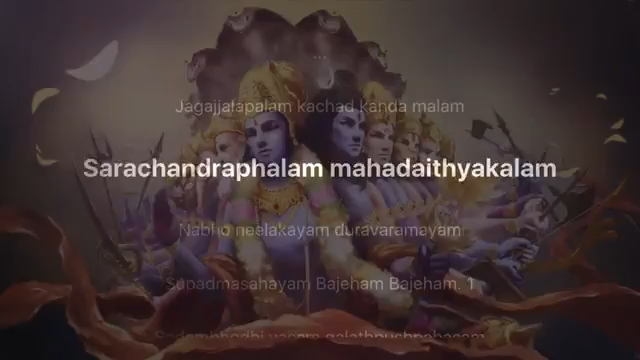 Jagajjalapalam kachad kanda malam
Sarachandraphalam mahadaithyakalam
Nabho neelakayam duravaramayam
Supadmasahayam Bajeham Bajeham. 1